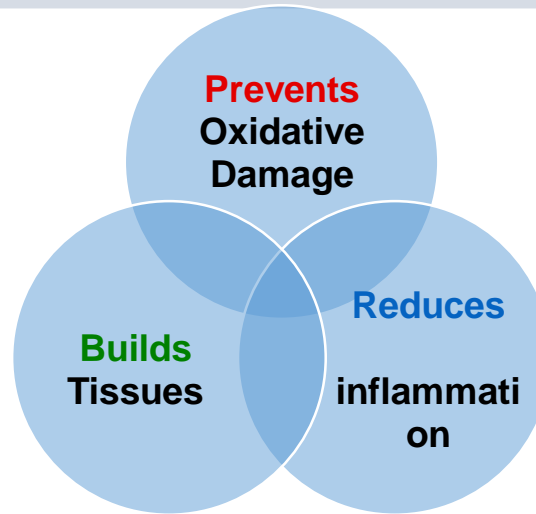 Prevents
Oxidative
Damage
Builds
Tissues
Reduces
inflammati
on